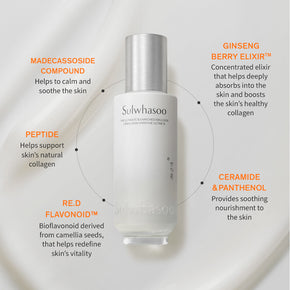 MADECASSOSIDE
COMPOUND
Helps to calm and
soothe the skin
PEPTIDE
Helps support
skin's natural
collagen
RE.D
FLAVONOID™
Bioflavonoid derived
from camellia seeds,
that helps redefine
skin's vitality
Sulwhasoo
Sulwhasoo
GINSENG
BERRY ELIXIR™
Concentrated elixir
that helps deeply
absorbs into the
skin and boosts
the skin's healthy
collagen
CERAMIDE
& PANTHENOL
Provides soothing
nourishment to
the skin